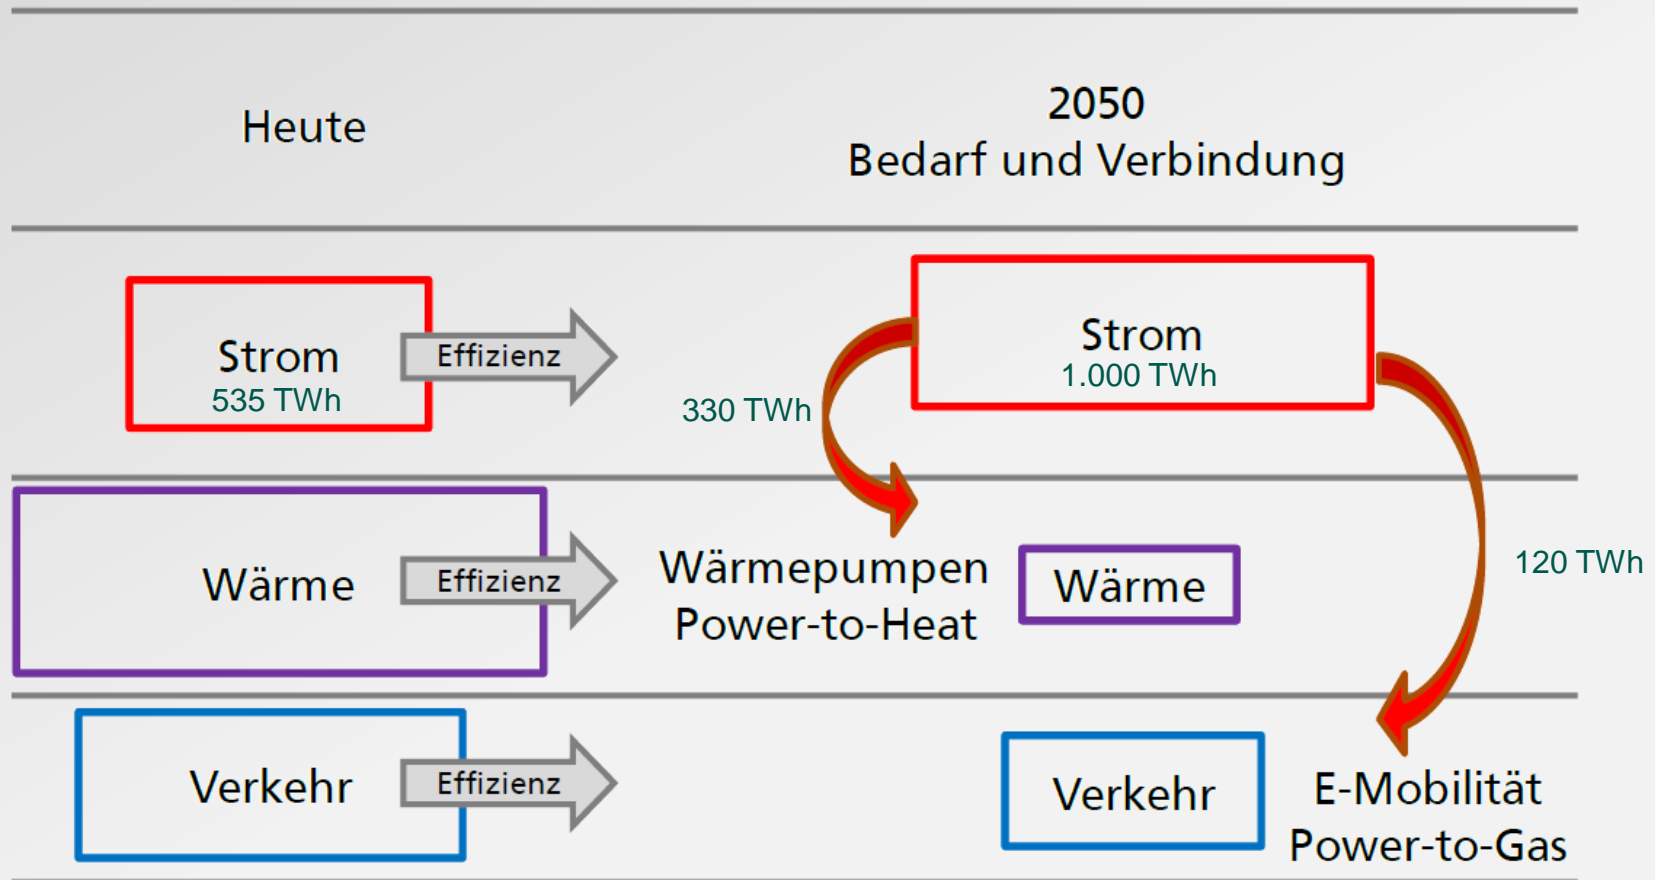 Heute
2050
Bedarf und Verbindung
Strom
535 TWh
Effizienz
330 TWh
Strom
1.000 TWh
Wärme
Effizienz
Wärmepumpen
Power-to-Heat
Wärme
120 TWh
Verkehr
Effizienz
Verkehr
E-Mobilität
Power-to-Gas